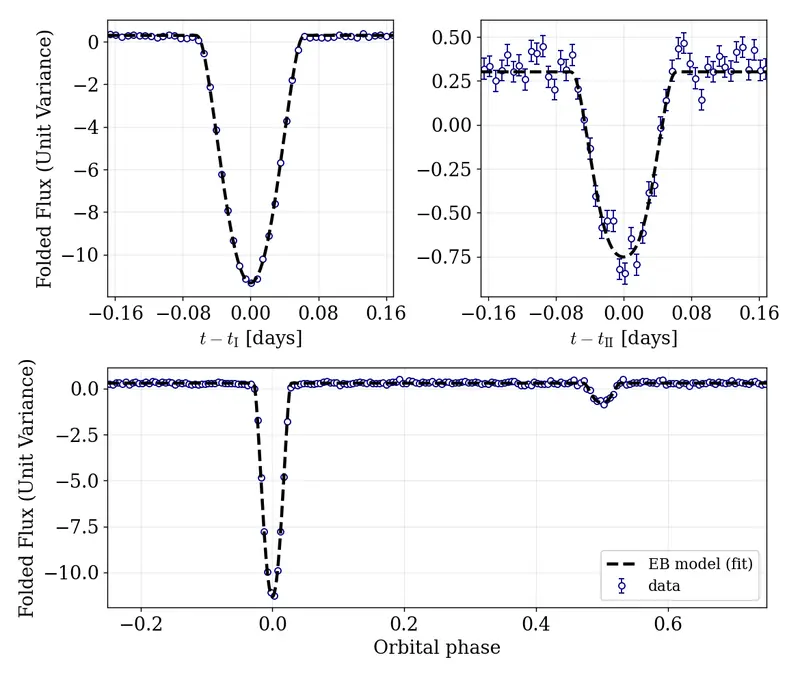 Folded Flux (Unit Variance)
0
−2
−4
−6
−8
−10
−0.16 −0.08 0.00 0.08 0.16
t − tI [days]
0.50
0.25
0.00
−0.25
−0.50
−0.75
−0.16 −0.08 0.00 0.08 0.16
t − tII [days]
Folded Flux (Unit Variance)
0.0
−2.5
−5.0
−7.5
−10.0
−0.2 0.0 0.2 0.4 0.6
Orbital phase
EB model (fit)
data